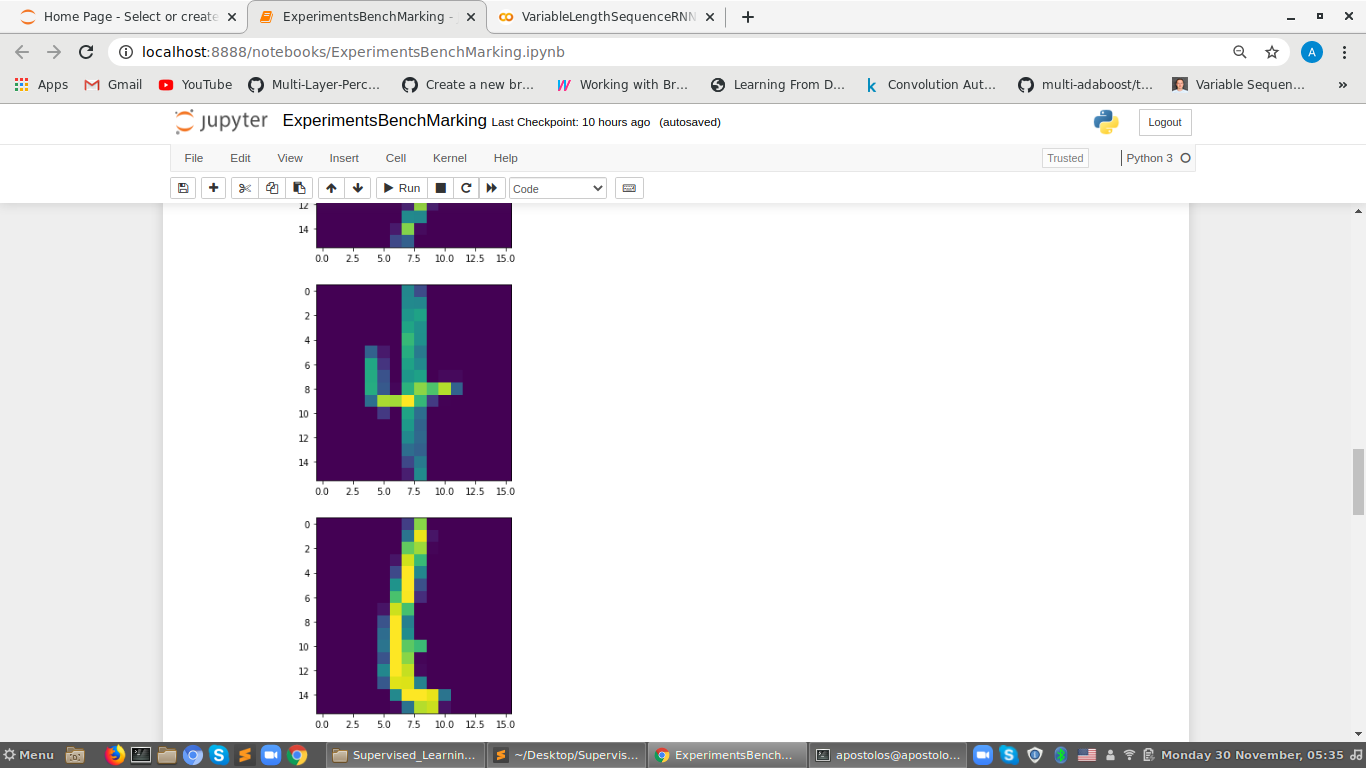 Home Page - Select or create
ExperimentsBenchMarking -
VariableLengthSequenceRNN
localhost:8888/notebooks/ExperimentsBenchMarking.ipynb
A
Apps Gmail YouTube Multi-Layer-Perc... Create a new br... Working with Br... Learning From D... Convolution Aut... multi-adaboost/t... Variable Sequen... »
jupyter ExperimentsBenchMarking Last Checkpoint: 10 hours ago (autosaved) Logout
File Edit View Insert Cell Kernel Help Trusted Python 3
Run Code
12
14
0.0 2.5 5.0 7.5 10.0 12.5 15.0
0
2
4
6
8
10
12
14
0.0 2.5 5.0 7.5 10.0 12.5 15.0
0
2
4
6
8
10
12
14
0.0 2.5 5.0 7.5 10.0 12.5 15.0
Menu Supervised_Learnin... ~/Desktop/Supervis... ExperimentsBench... apostolos@apostolo... Monday 30 November, 05:35